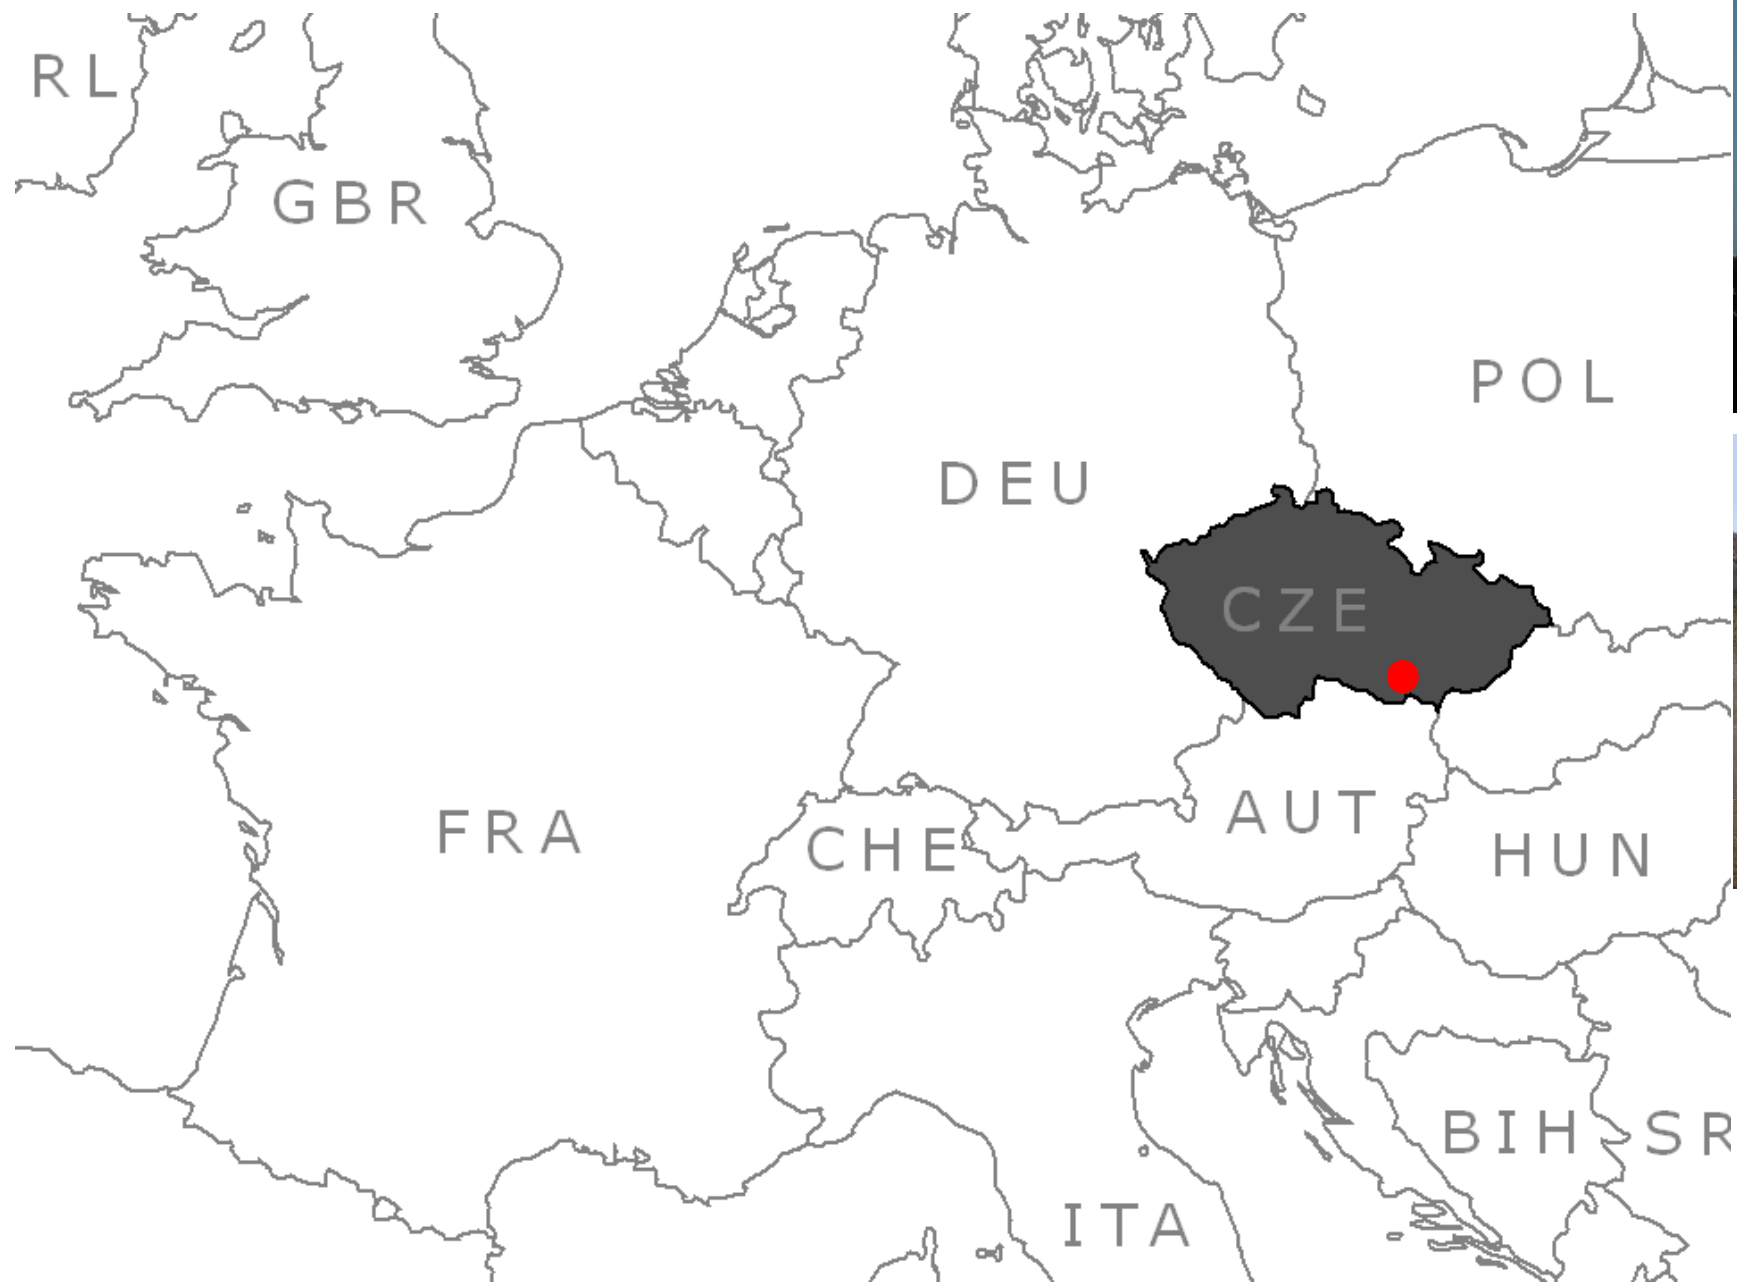 RL
GBR
POL
DEU
CZE
FRA
AUT
CHE
HUN
BIH
SR
ITA